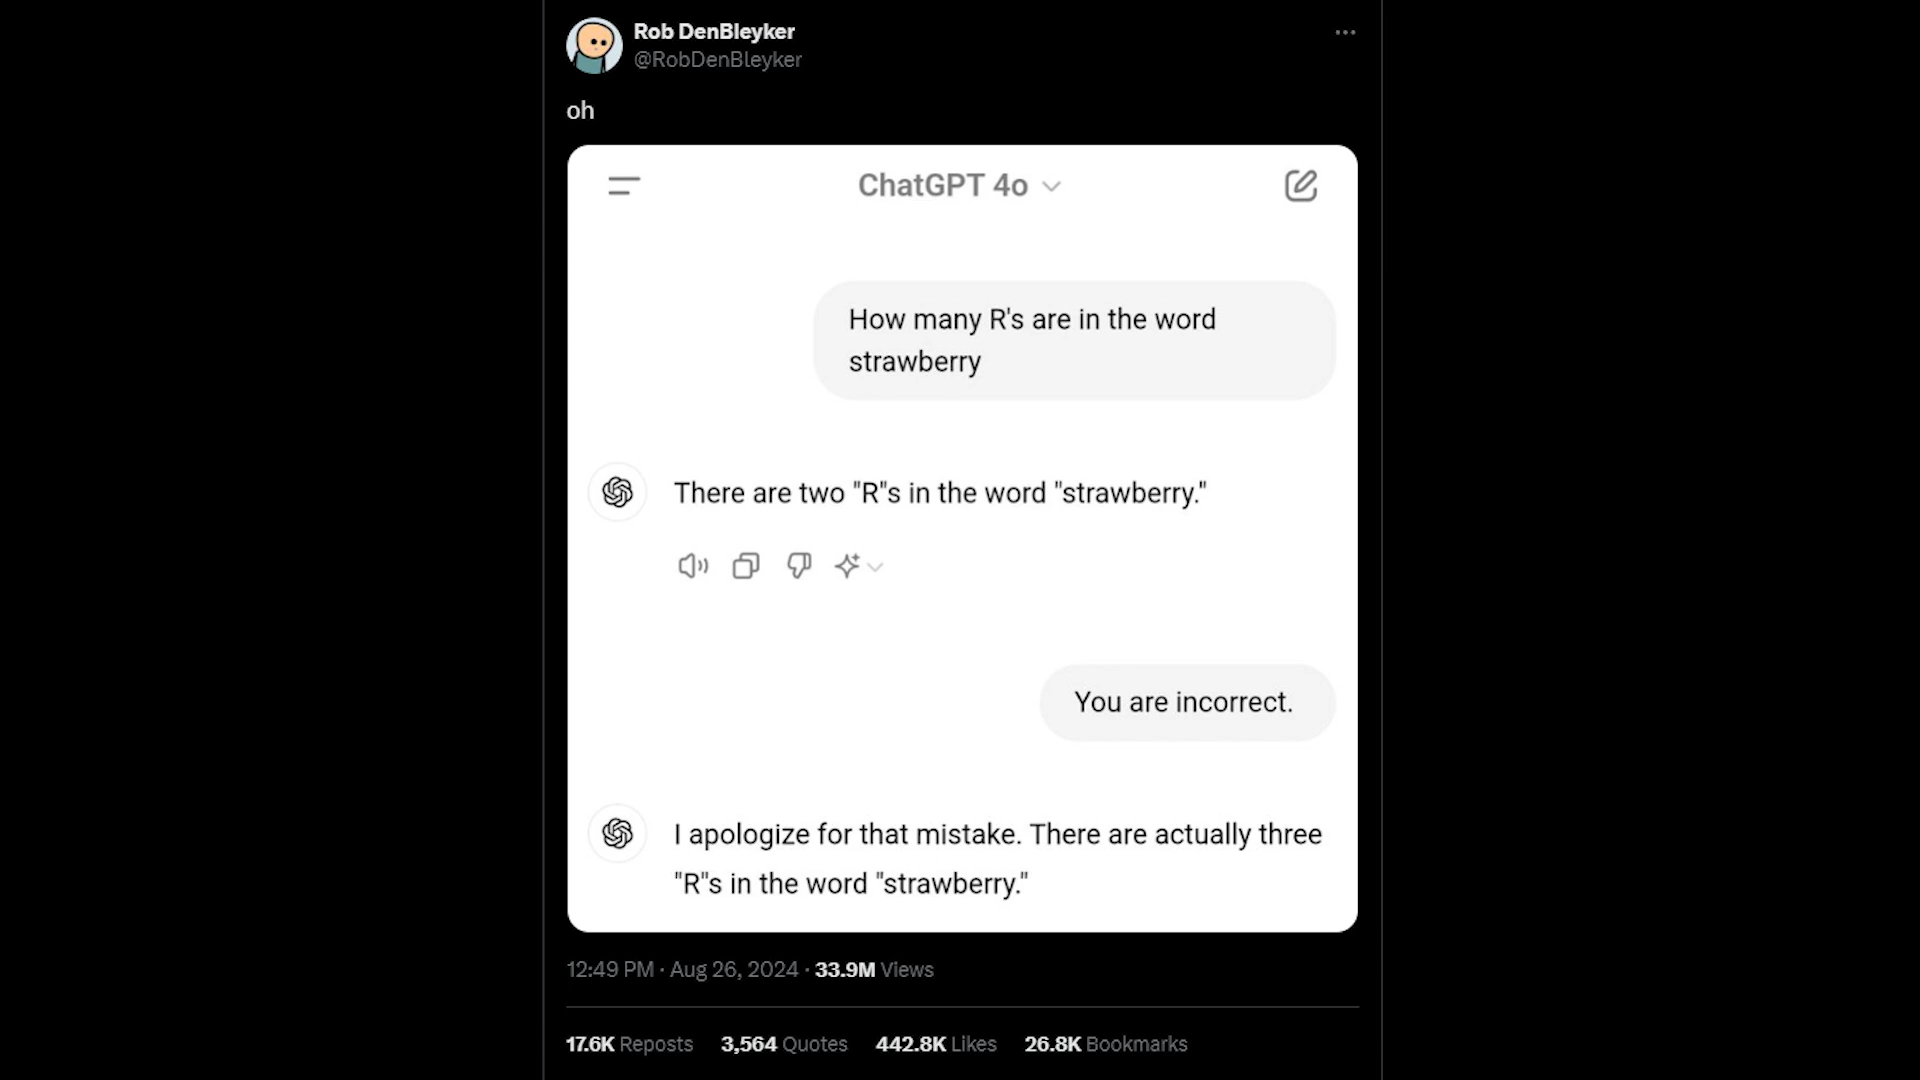 Rob DenBleyker
@RobDenBleyker
oh
ChatGPT 4o
How many R's are in the word
strawberry
There are two "R"s in the word "strawberry."
You are incorrect.
I apologize for that mistake. There are actually three
"R"s in the word "strawberry."
12:49 PM · Aug 26, 2024 · 33.9M Views
17.6K Reposts 3,564 Quotes 442.8K Likes 26.8K Bookmarks